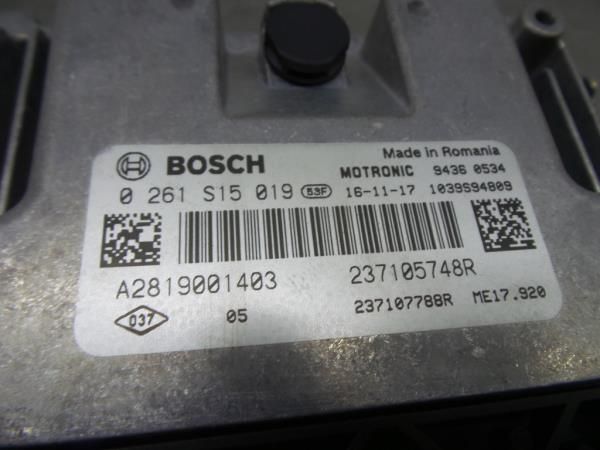 Made in Romania
BOSCH MOTRONIC 9436 0534
0 261 S15 019 53F 16-11-17 1039S94809
A2819001403 237105748R
037 05 237107788R ME17.920